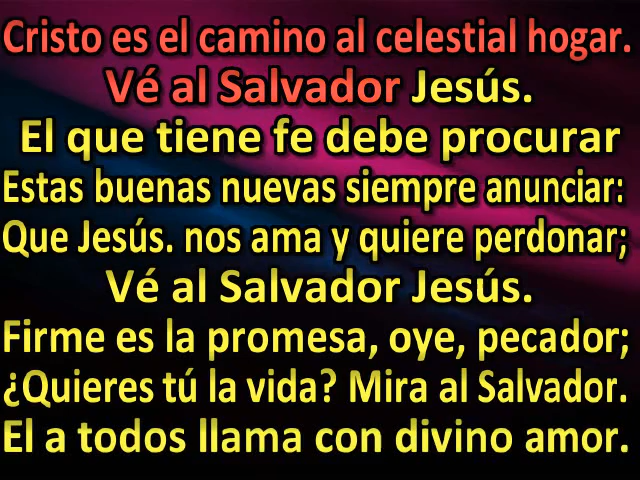 Cristo es el camino al celestial hogar.
Vé al Salvador Jesús.
El que tiene fe debe procurar
Estas buenas nuevas siempre anunciar:
Que Jesús. nos ama y quiere perdonar;
Vé al Salvador Jesús.
Firme es la promesa, oye, pecador;
¿Quieres tú la vida? Mira al Salvador.
El a todos llama con divino amor.